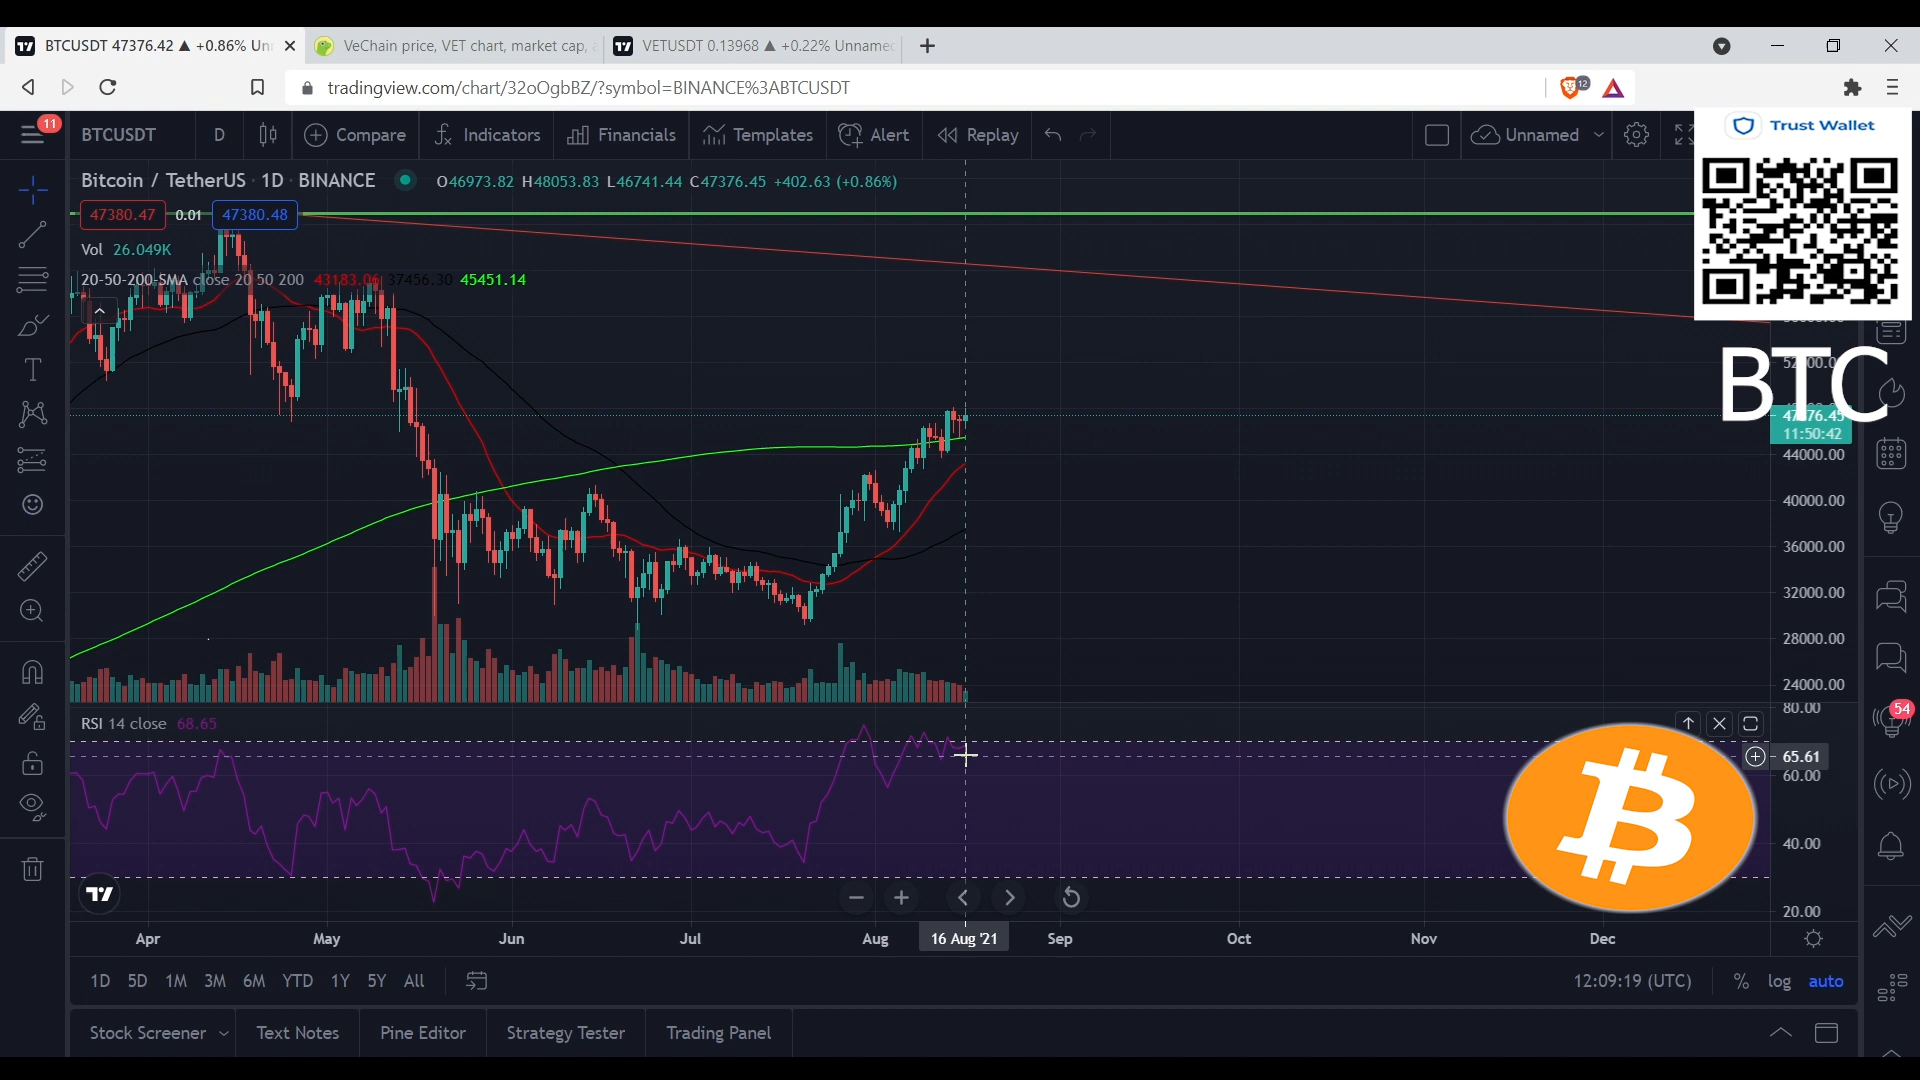 BTCUSDT 47376.42 ▲ +0.86% Un
VeChain price, VET chart, market cap,
VETUSDT 0.13968 ▲ +0.22% Unname
tradingview.com/chart/32oOgbBZ/?symbol=BINANCE%3ABTCUSDT
12
11
BTCUSDT D Compare Indicators Financials Templates Alert Replay Unnamed
Trust Wallet
Bitcoin / TetherUS · 1D · BINANCE O46973.82 H48053.83 L46741.44 C47376.45 +402.63 (+0.86%)
47380.47 0.01 47380.48
Vol 26.049K
20-50-200-SMA close 20 50 200 43183.06 37456.30 45451.14
BTC
11:50:42
44000.00
40000.00
36000.00
32000.00
28000.00
24000.00
54
80.00
RSI 14 close 68.65
65.61
60.00
40.00
20.00
Apr May Jun Jul Aug 16 Aug '21 Sep Oct Nov Dec
1D 5D 1M 3M 6M YTD 1Y 5Y All 12:09:19 (UTC) % log auto
Stock Screener Text Notes Pine Editor Strategy Tester Trading Panel